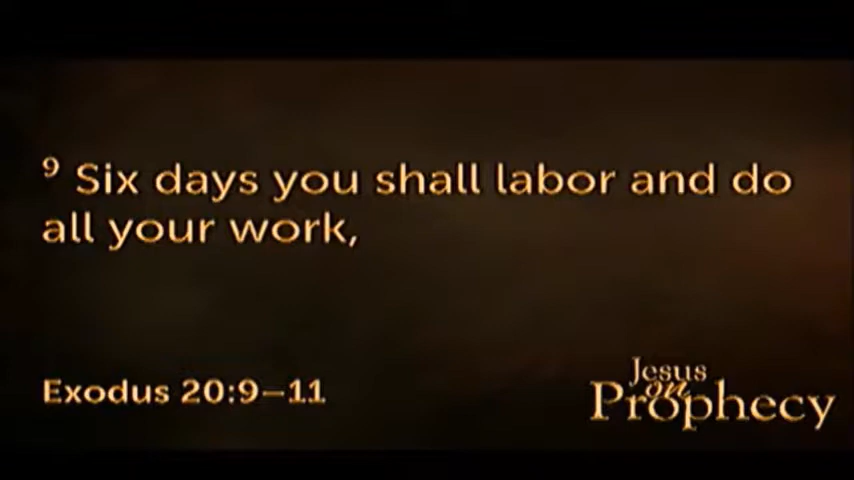 ⁹ Six days you shall labor and do
all your work,
Exodus 20:9–11
Jesus
on
Prophecy